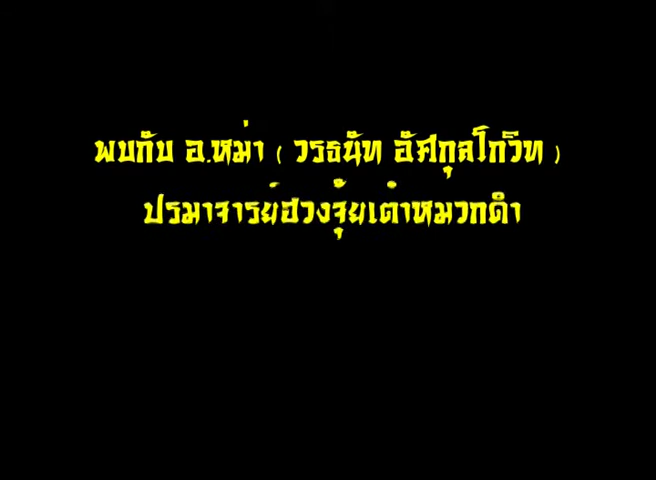 พบกับ อ.หม่า ( วรธนัท อัศกุลโกวิท )
ปรมาจารย์ฮวงจุ้ยเต๋าหมวกดำ